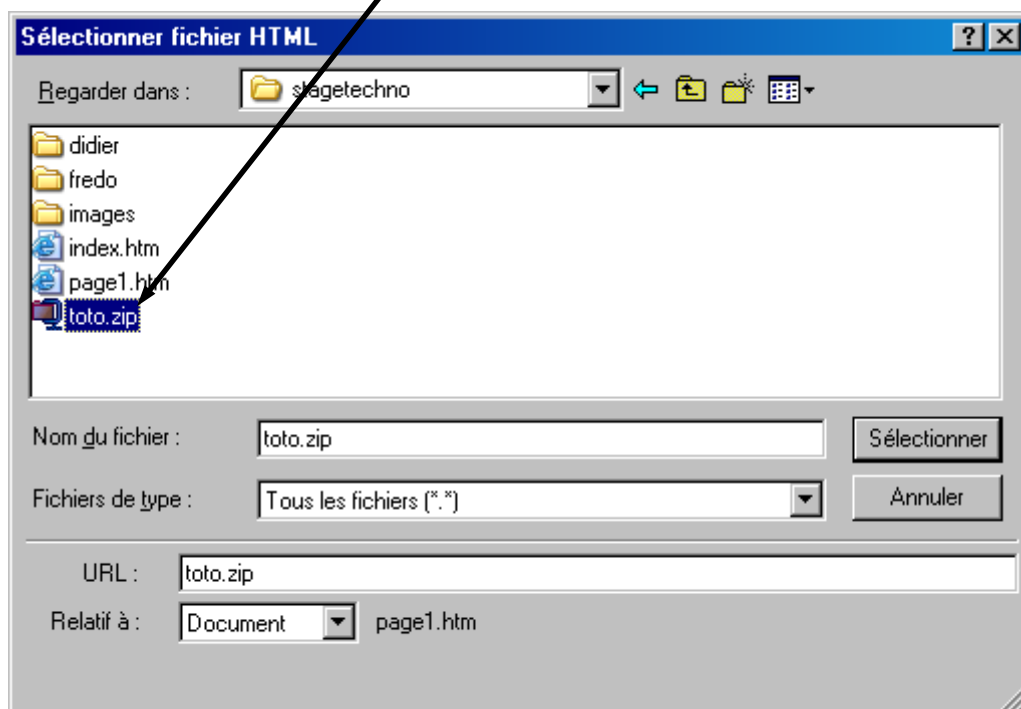 Sélectionner fichier HTML
Regarder dans : stagetechno
didier
fredo
images
index.htm
page1.htm
toto.zip
Nom du fichier : toto.zip Sélectionner
Fichiers de type : Tous les fichiers (*.*) Annuler
URL : toto.zip
Relatif à : Document page1.htm